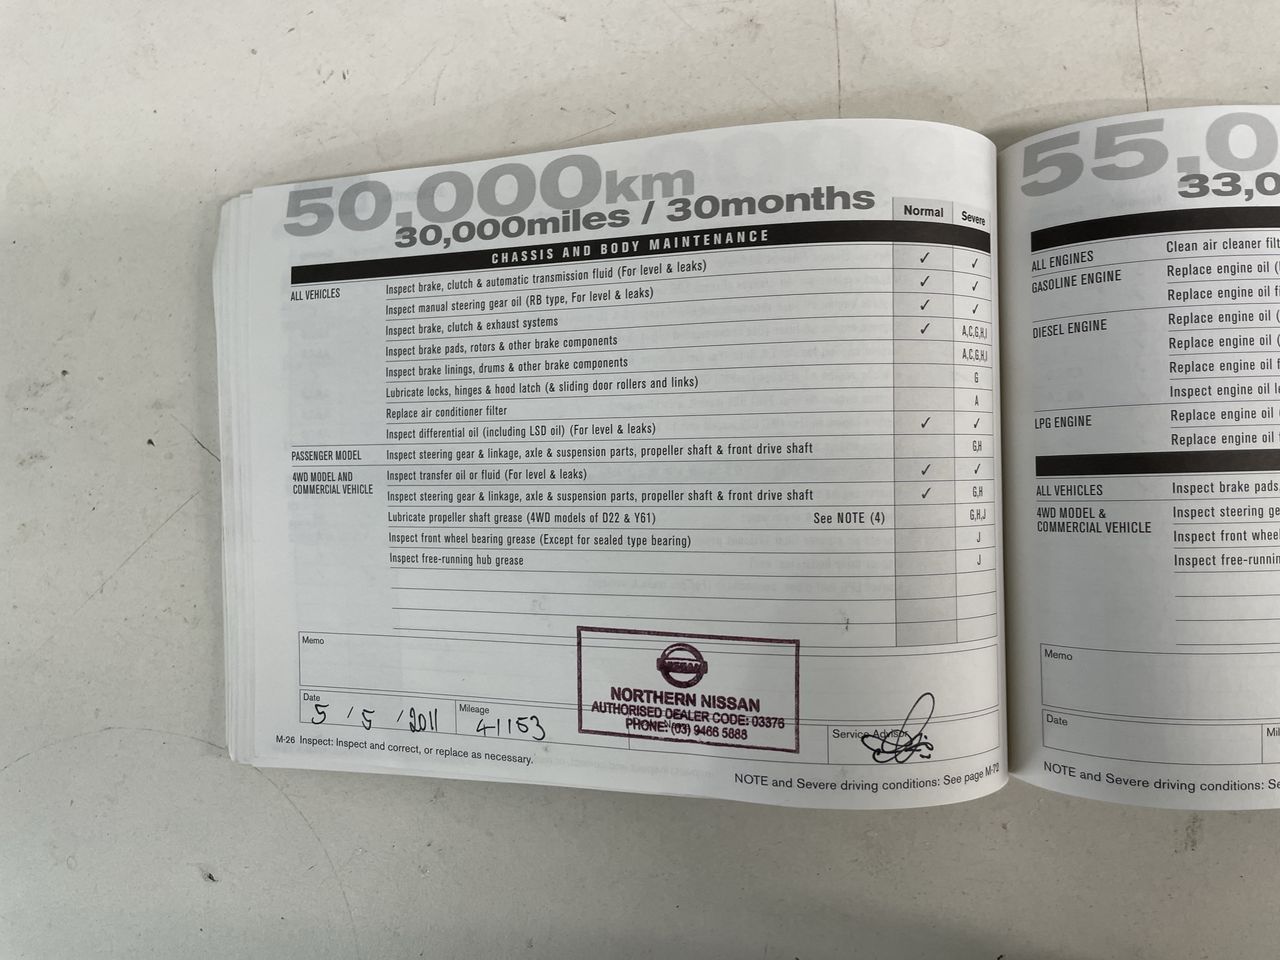 50,000km
30,000miles / 30months
Normal Severe
CHASSIS AND BODY MAINTENANCE
ALL VEHICLES Inspect brake, clutch & automatic transmission fluid (For level & leaks) ✓ ✓
Inspect manual steering gear oil (RB type, For level & leaks) ✓ ✓
Inspect brake, clutch & exhaust systems ✓ ✓
Inspect brake pads, rotors & other brake components ✓ A,C,G,H,I
Inspect brake linings, drums & other brake components A,C,G,H,I
Lubricate locks, hinges & hood latch (& sliding door rollers and links) G
Replace air conditioner filter A
Inspect differential oil (including LSD oil) (For level & leaks) ✓ ✓
PASSENGER MODEL Inspect steering gear & linkage, axle & suspension parts, propeller shaft & front drive shaft G,H
4WD MODEL AND
COMMERCIAL VEHICLE
Inspect transfer oil or fluid (For level & leaks) ✓ ✓
Inspect steering gear & linkage, axle & suspension parts, propeller shaft & front drive shaft ✓ G,H
Lubricate propeller shaft grease (4WD models of D22 & Y61) See NOTE (4) G,H,J
Inspect front wheel bearing grease (Except for sealed type bearing) J
Inspect free-running hub grease J
Memo
NISSAN
NORTHERN NISSAN
AUTHORISED DEALER CODE: 03376
PHONE: (03) 9466 5888
Date 5 / 5 / 2011
Mileage 41153
Service Advisor
M-26 Inspect: Inspect and correct, or replace as necessary.
NOTE and Severe driving conditions: See page M-72
55,0
33,0
ALL ENGINES Clean air cleaner filt
GASOLINE ENGINE Replace engine oil (
Replace engine oil fi
DIESEL ENGINE Replace engine oil (
Replace engine oil (
Replace engine oil f
Inspect engine oil le
LPG ENGINE Replace engine oil (
Replace engine oil
ALL VEHICLES Inspect brake pads,
4WD MODEL &
COMMERCIAL VEHICLE
Inspect steering ge
Inspect front whee
Inspect free-runnin
Memo
Date
Mil
NOTE and Severe driving conditions: Se